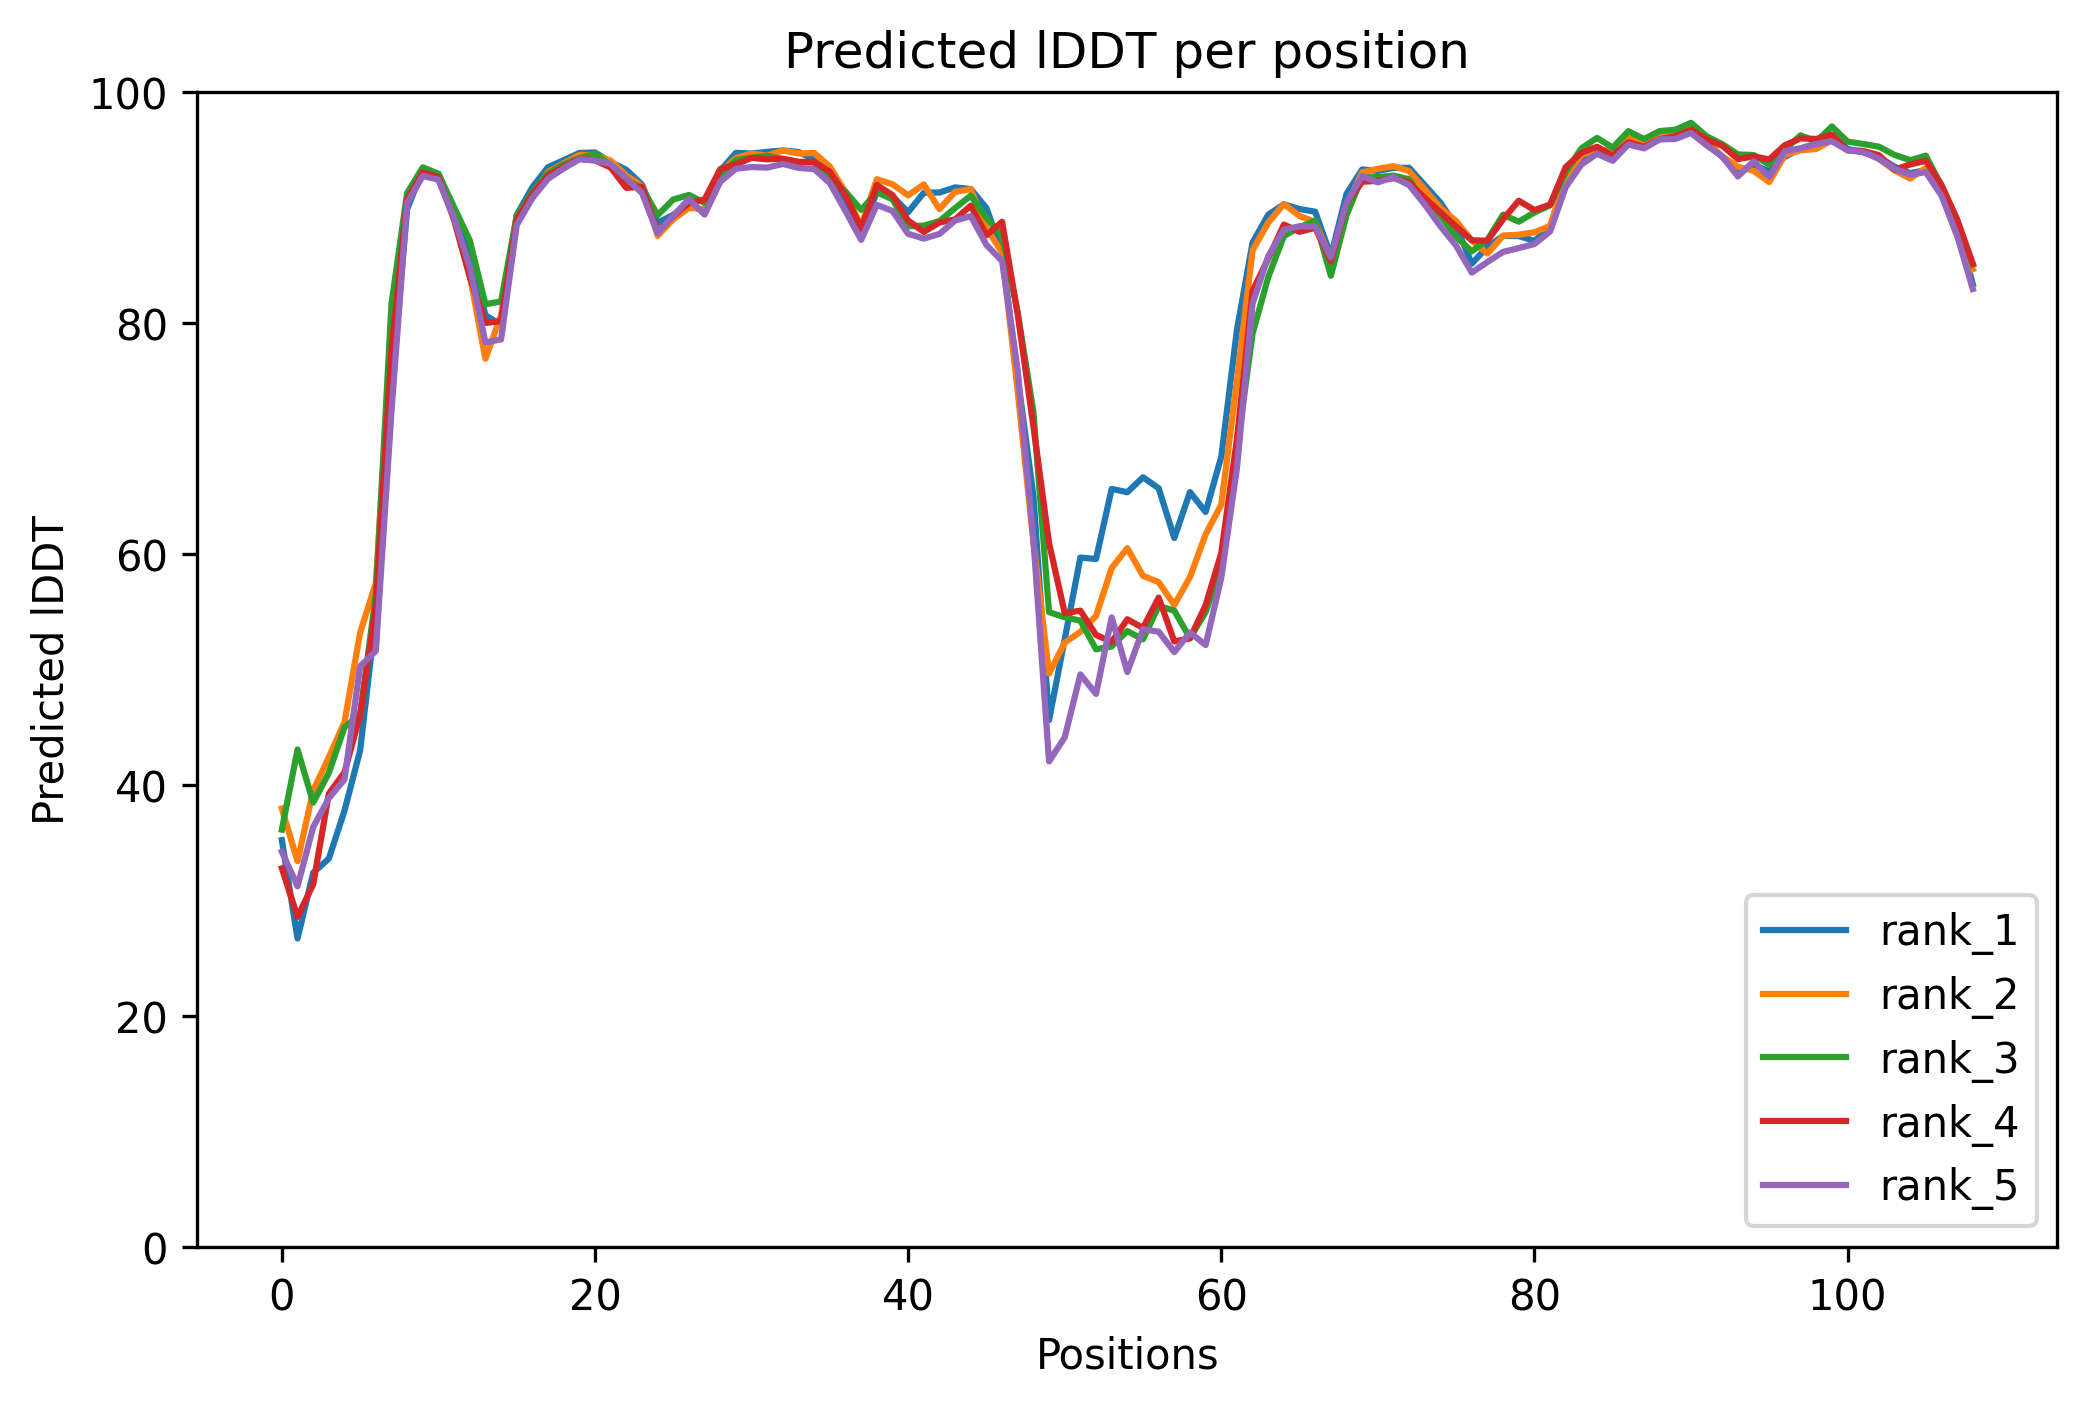 Predicted lDDT per position
100
80
60
40
20
0
Predicted lDDT
0 20 40 60 80 100
Positions
rank_1
rank_2
rank_3
rank_4
rank_5